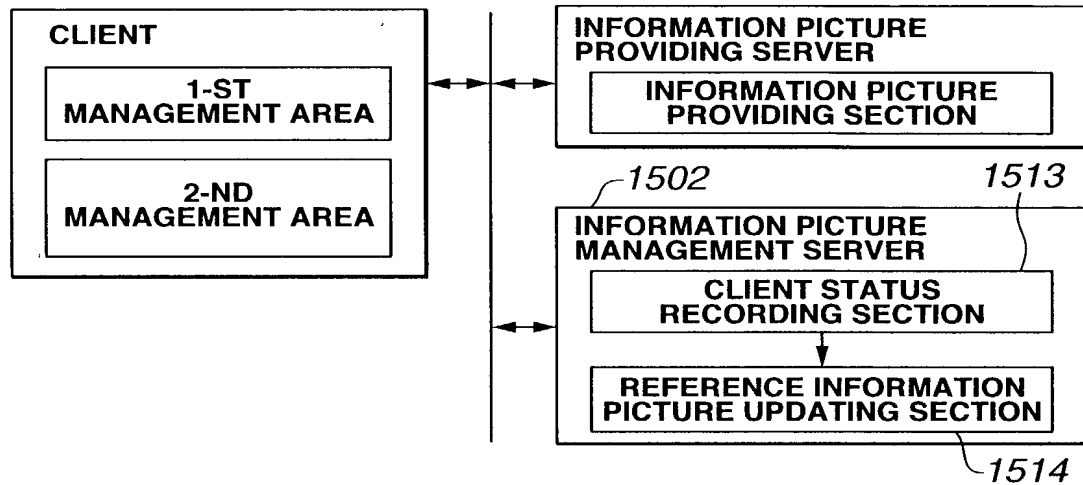 CLIENT
1-ST
MANAGEMENT AREA
2-ND
MANAGEMENT AREA
INFORMATION PICTURE
PROVIDING SERVER
INFORMATION PICTURE
PROVIDING SECTION
1502
1513
INFORMATION PICTURE
MANAGEMENT SERVER
CLIENT STATUS
RECORDING SECTION
REFERENCE INFORMATION
PICTURE UPDATING SECTION
1514